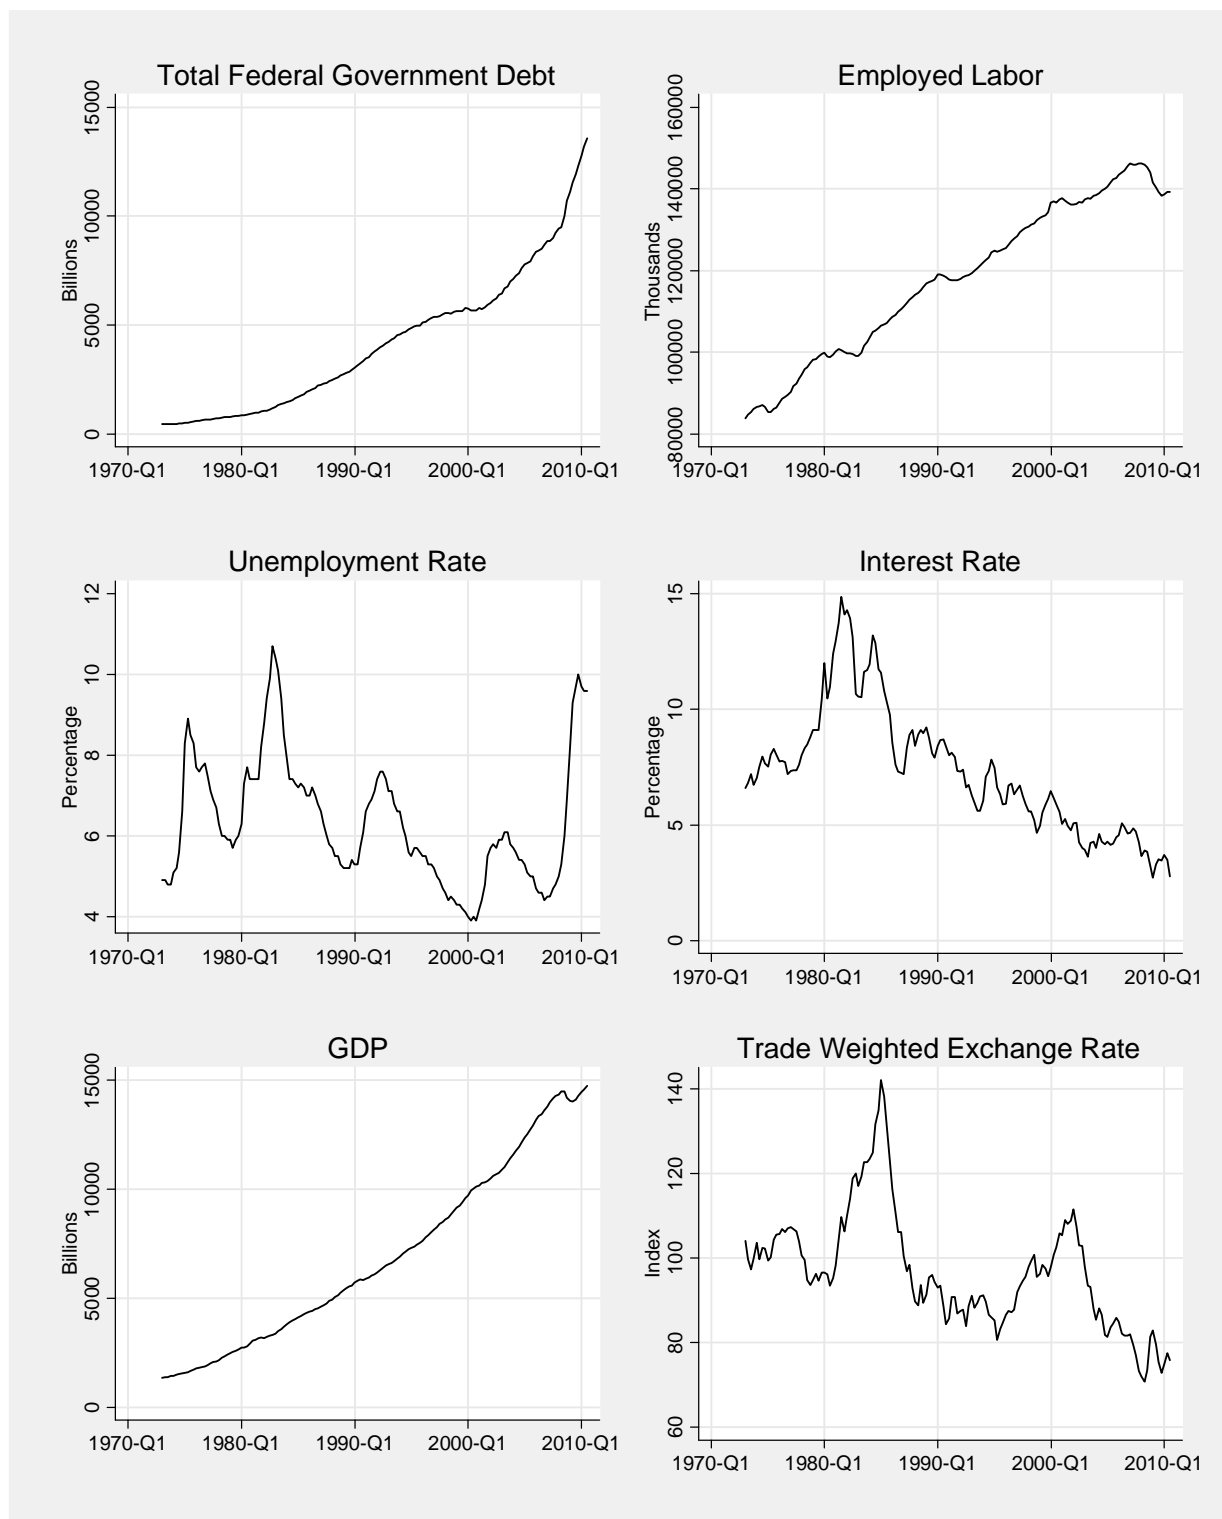 Total Federal Government Debt
Billions
15000
10000
5000
0
1970-Q1 1980-Q1 1990-Q1 2000-Q1 2010-Q1
Employed Labor
Thousands
160000
140000
120000
100000
80000
1970-Q1 1980-Q1 1990-Q1 2000-Q1 2010-Q1
Unemployment Rate
Percentage
12
10
8
6
4
1970-Q1 1980-Q1 1990-Q1 2000-Q1 2010-Q1
Interest Rate
Percentage
15
10
5
0
1970-Q1 1980-Q1 1990-Q1 2000-Q1 2010-Q1
GDP
Billions
15000
10000
5000
0
1970-Q1 1980-Q1 1990-Q1 2000-Q1 2010-Q1
Trade Weighted Exchange Rate
Index
140
120
100
80
60
1970-Q1 1980-Q1 1990-Q1 2000-Q1 2010-Q1